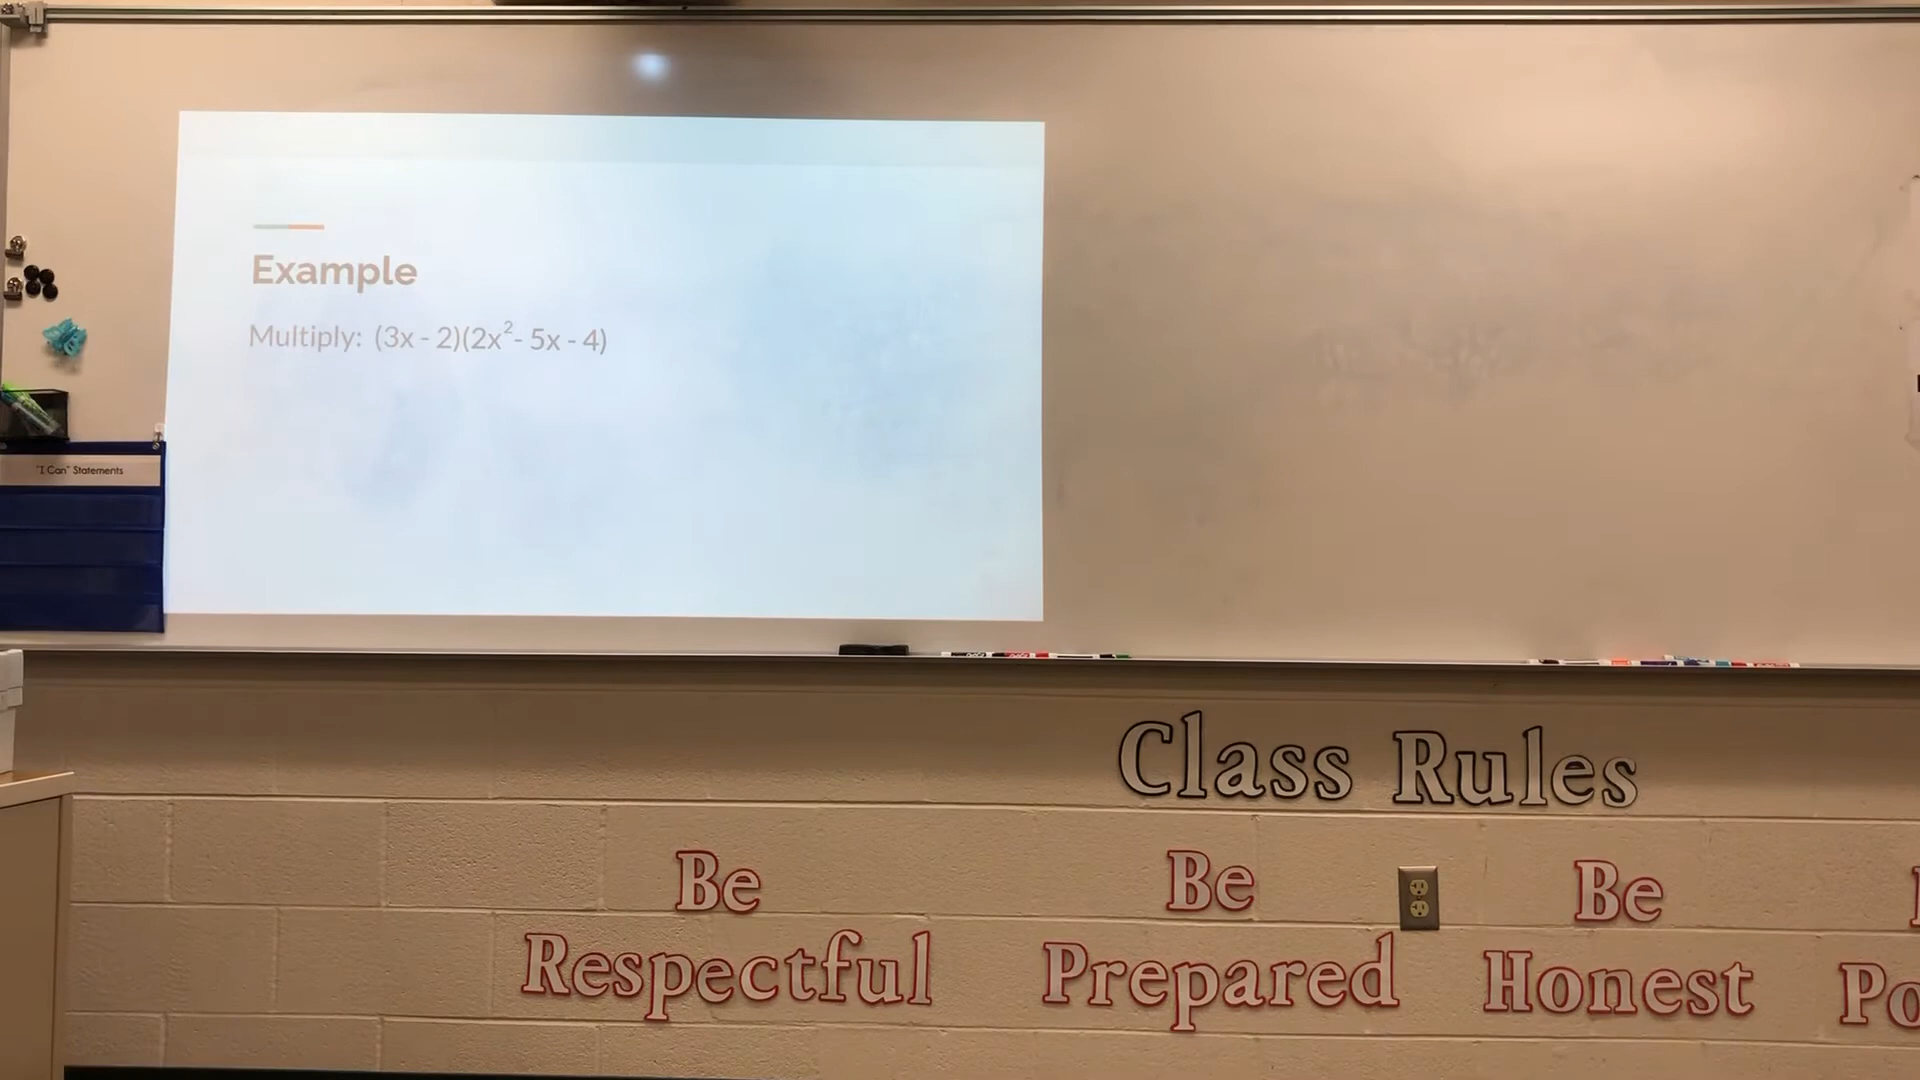 Example
Multiply: (3x - 2)(2x²- 5x - 4)
"I Can" Statements
Class Rules
Be Respectful
Be Prepared
Be Honest